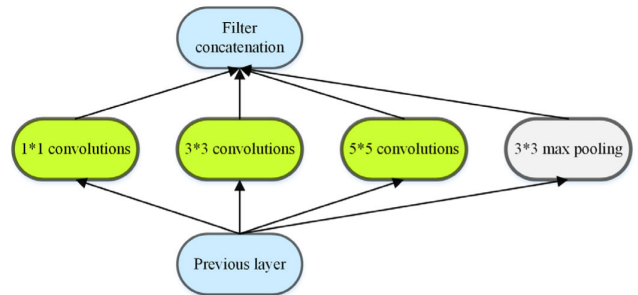 Filter
concatenation
1*1 convolutions
3*3 convolutions
5*5 convolutions
3*3 max pooling
Previous layer